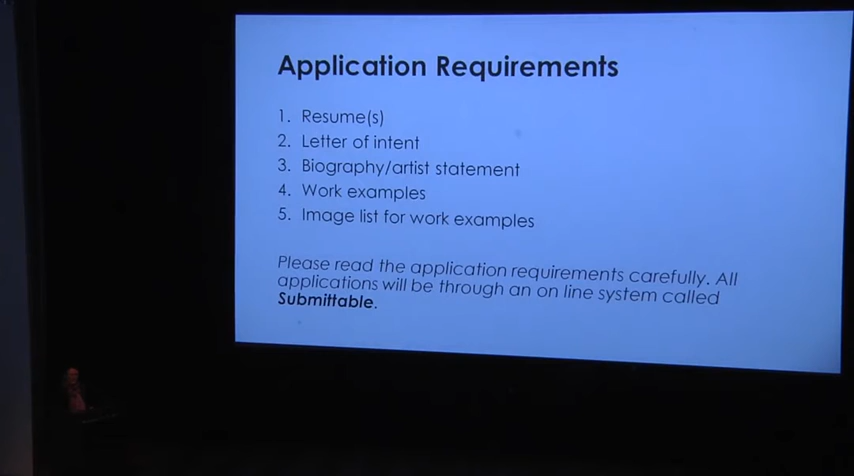 Application Requirements
1. Resume(s)
2. Letter of intent
3. Biography/artist statement
4. Work examples
5. Image list for work examples
Please read the application requirements carefully. All
applications will be through an on line system called
Submittable.